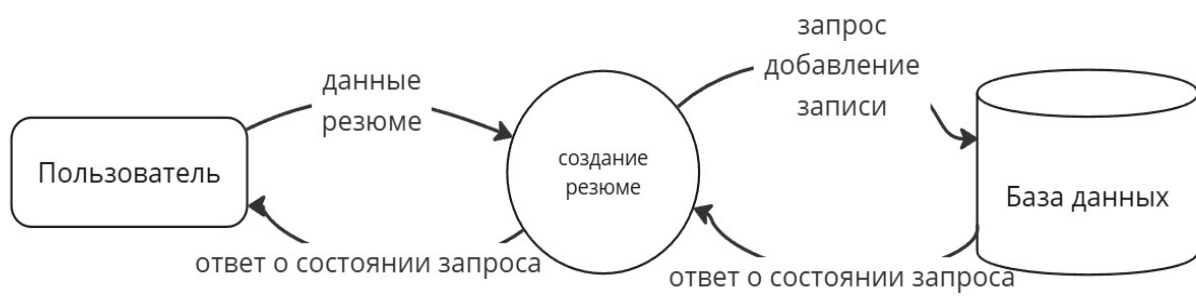 запрос
добавление
записи
данные
резюме
Пользователь
создание
резюме
База данных
ответ о состоянии запроса
ответ о состоянии запроса